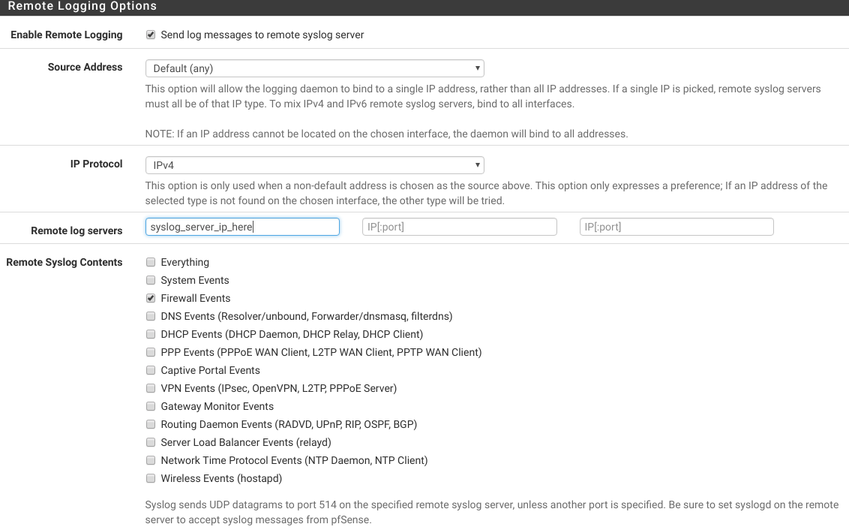 Remote Logging Options
Enable Remote Logging
Send log messages to remote syslog server
Source Address
Default (any)
This option will allow the logging daemon to bind to a single IP address, rather than all IP addresses. If a single IP is picked, remote syslog servers
must all be of that IP type. To mix IPv4 and IPv6 remote syslog servers, bind to all interfaces.
NOTE: If an IP address cannot be located on the chosen interface, the daemon will bind to all addresses.
IP Protocol
IPv4
This option is only used when a non-default address is chosen as the source above. This option only expresses a preference; If an IP address of the
selected type is not found on the chosen interface, the other type will be tried.
Remote log servers
syslog_server_ip_here
IP[:port]
IP[:port]
Remote Syslog Contents
Everything
System Events
Firewall Events
DNS Events (Resolver/unbound, Forwarder/dnsmasq, filterdns)
DHCP Events (DHCP Daemon, DHCP Relay, DHCP Client)
PPP Events (PPPoE WAN Client, L2TP WAN Client, PPTP WAN Client)
Captive Portal Events
VPN Events (IPsec, OpenVPN, L2TP, PPPoE Server)
Gateway Monitor Events
Routing Daemon Events (RADVD, UPnP, RIP, OSPF, BGP)
Server Load Balancer Events (relayd)
Network Time Protocol Events (NTP Daemon, NTP Client)
Wireless Events (hostapd)
Syslog sends UDP datagrams to port 514 on the specified remote syslog server, unless another port is specified. Be sure to set syslogd on the remote
server to accept syslog messages from pfSense.